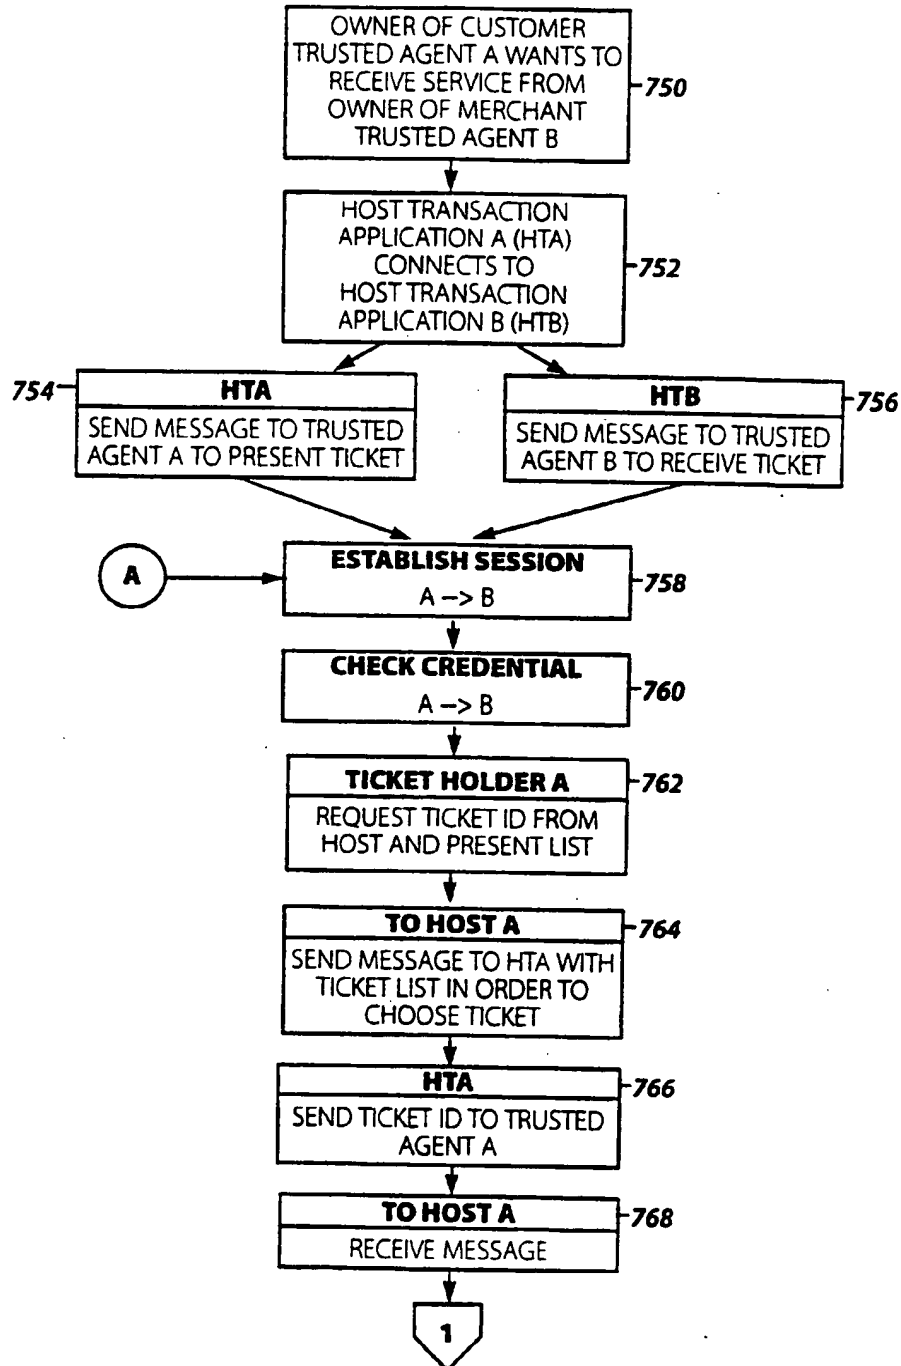 OWNER OF CUSTOMER
TRUSTED AGENT A WANTS TO
RECEIVE SERVICE FROM
OWNER OF MERCHANT
TRUSTED AGENT B
750
HOST TRANSACTION
APPLICATION A (HTA)
CONNECTS TO
HOST TRANSACTION
APPLICATION B (HTB)
752
754
HTA
SEND MESSAGE TO TRUSTED
AGENT A TO PRESENT TICKET
HTB
SEND MESSAGE TO TRUSTED
AGENT B TO RECEIVE TICKET
756
A
ESTABLISH SESSION
A –> B
758
CHECK CREDENTIAL
A –> B
760
TICKET HOLDER A
REQUEST TICKET ID FROM
HOST AND PRESENT LIST
762
TO HOST A
SEND MESSAGE TO HTA WITH
TICKET LIST IN ORDER TO
CHOOSE TICKET
764
HTA
SEND TICKET ID TO TRUSTED
AGENT A
766
TO HOST A
RECEIVE MESSAGE
768
1